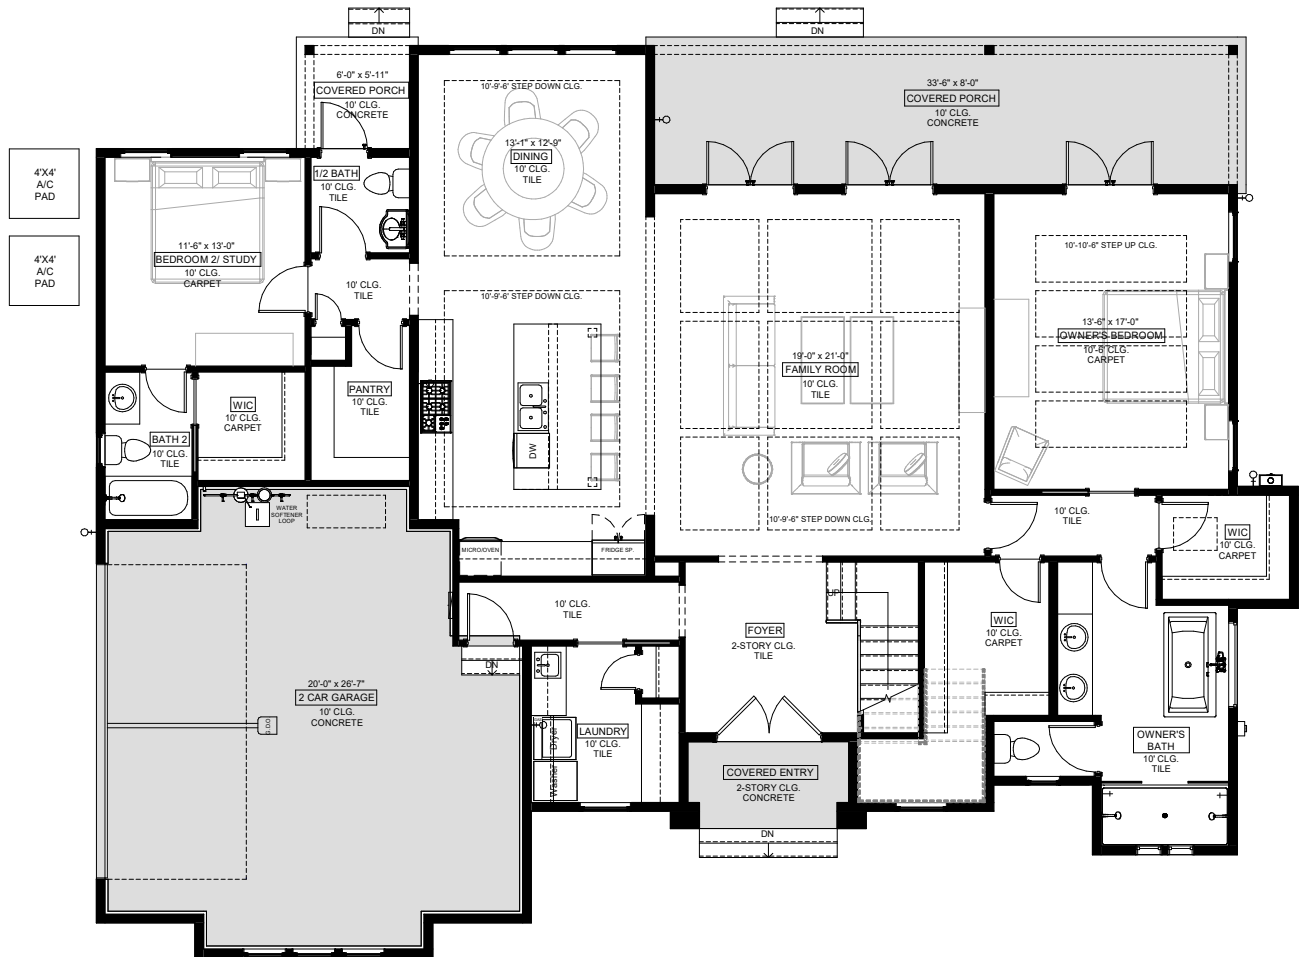 DN
DN
6'-0" x 5'-11"
COVERED PORCH
10' CLG.
CONCRETE
33'-6" x 8'-0"
COVERED PORCH
10' CLG.
CONCRETE
10'-9'-6' STEP DOWN CLG.
13'-1" x 12'-9"
DINING
10' CLG.
TILE
4'X4'
A/C
PAD
4'X4'
A/C
PAD
1/2 BATH
10' CLG.
TILE
11'-6" x 13'-0"
BEDROOM 2/ STUDY
10' CLG.
CARPET
10' CLG.
TILE
10'-9'-6' STEP DOWN CLG.
10'-10'-6" STEP UP CLG.
13'-6" x 17'-0"
OWNER'S BEDROOM
10'-6' CLG.
CARPET
19'-0" x 21'-0"
FAMILY ROOM
10' CLG.
TILE
PANTRY
10' CLG.
TILE
WIC
10' CLG.
CARPET
BATH 2
10' CLG.
TILE
DW
WATER
SOFTENER
LOOP
10'-9'-6" STEP DOWN CLG.
MICRO/OVEN
FRIDGE SP.
10' CLG.
TILE
WIC
10' CLG.
CARPET
10' CLG.
TILE
UP
FOYER
2-STORY CLG.
TILE
WIC
10' CLG.
CARPET
DN
20'-0" x 26'-7"
2 CAR GARAGE
10' CLG.
CONCRETE
G.D.O.
LAUNDRY
10' CLG.
TILE
Dryer
Washer
OWNER'S
BATH
10' CLG.
TILE
COVERED ENTRY
2-STORY CLG.
CONCRETE
DN